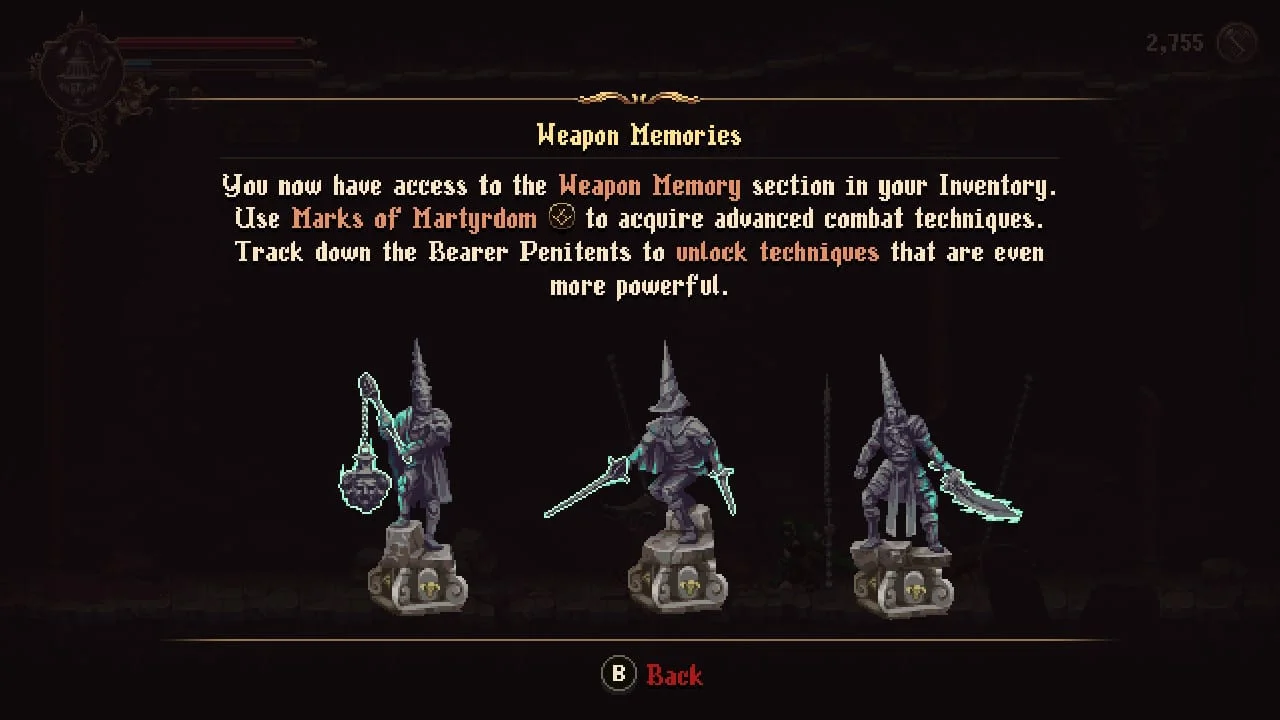 2,755
Weapon Memories
You now have access to the Weapon Memory section in your Inventory.
Use Marks of Martyrdom to acquire advanced combat techniques.
Track down the Bearer Penitents to unlock techniques that are even
more powerful.
B Back